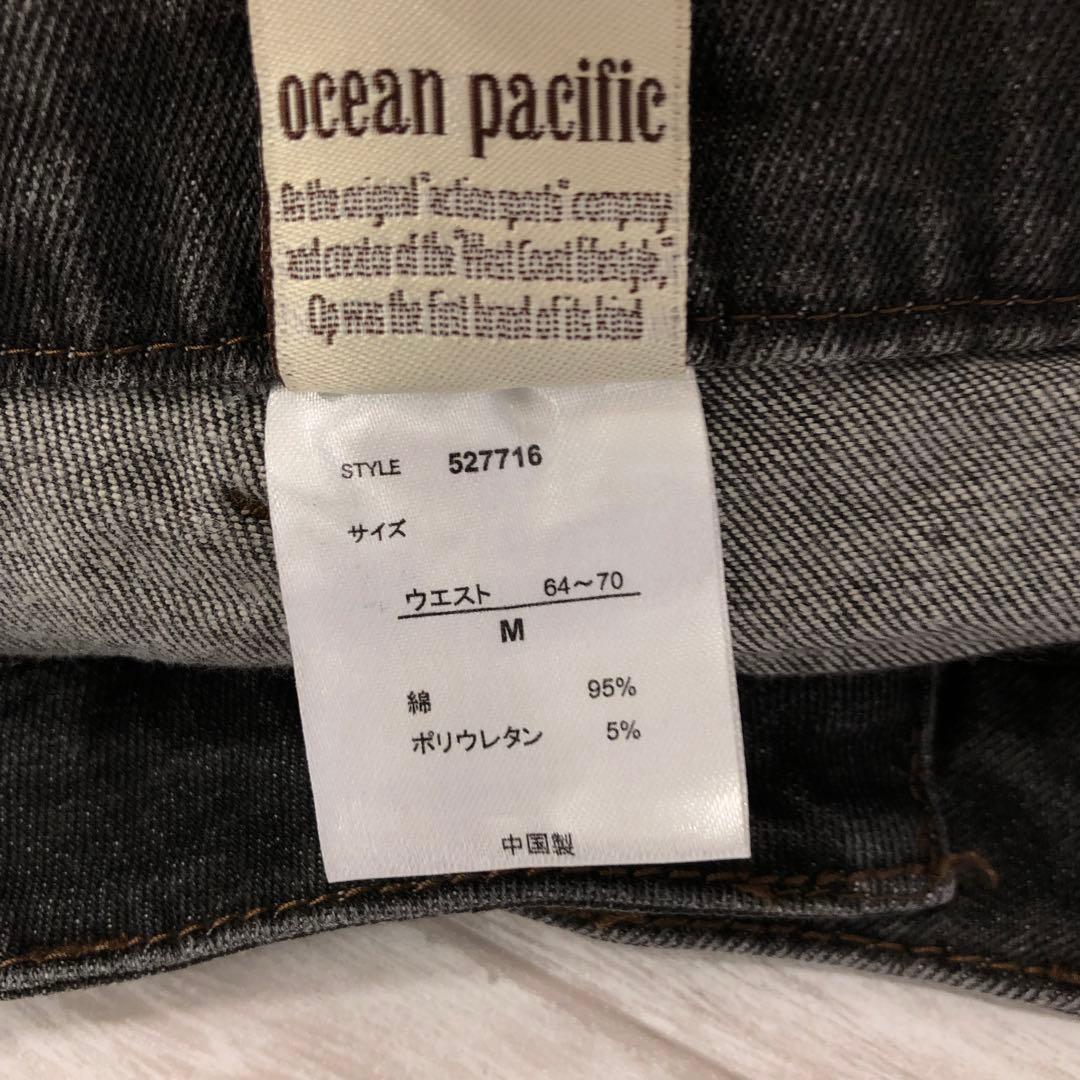 ocean pacific
As the original "action sports" company
and creator of the "West Coast lifestyle,"
Op was the first brand of its kind
STYLE 527716
サイズ
ウエスト 64～70
M
綿 95%
ポリウレタン 5%
中国製